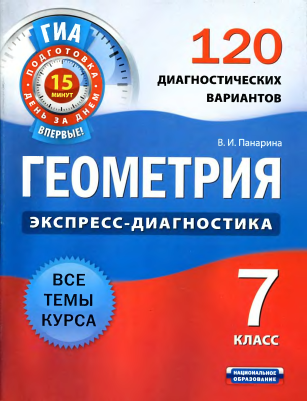 ГИА
ПОДГОТОВКА
15
МИНУТ
ДЕНЬ ЗА ДНЕМ
ВПЕРВЫЕ!
120
ДИАГНОСТИЧЕСКИХ
ВАРИАНТОВ
В. И. Панарина
ГЕОМЕТРИЯ
ЭКСПРЕСС-ДИАГНОСТИКА
ВСЕ
ТЕМЫ
КУРСА
7
КЛАСС
НАЦИОНАЛЬНОЕ
ОБРАЗОВАНИЕ